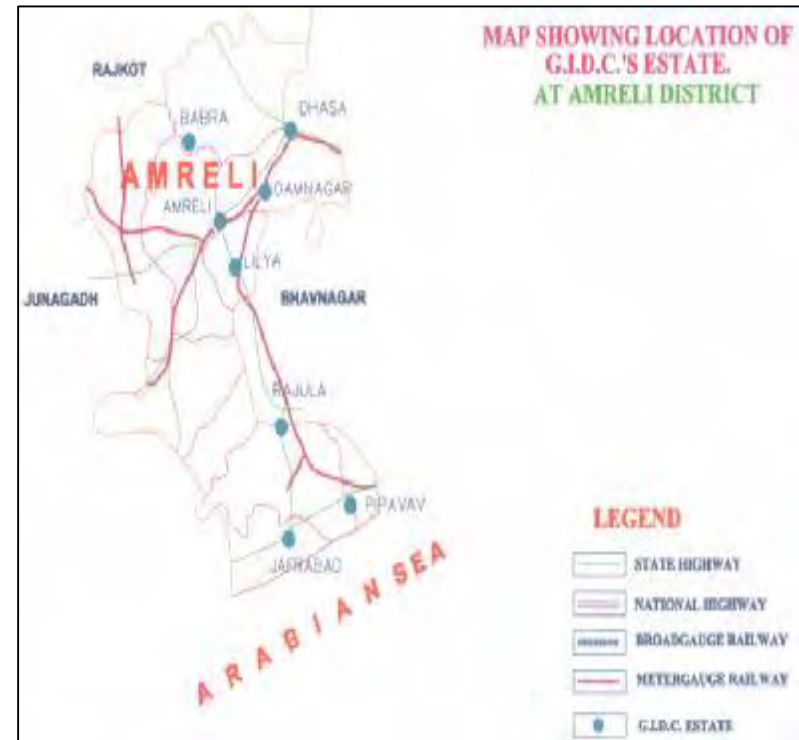 MAP SHOWING LOCATION OF
G.I.D.C.'S ESTATE.
AT AMRELI DISTRICT
RAJKOT
BABRA
DHASA
AMRELI
DAMNAGAR
AMRELI
LILYA
JUNAGADH
BHAVNAGAR
RAJULA
PIPAVAV
JAFRABAD
ARABIAN SEA
LEGEND
STATE HIGHWAY
NATIONAL HIGHWAY
BROADGAUGE RAILWAY
METERGAUGE RAILWAY
G.I.D.C. ESTATE